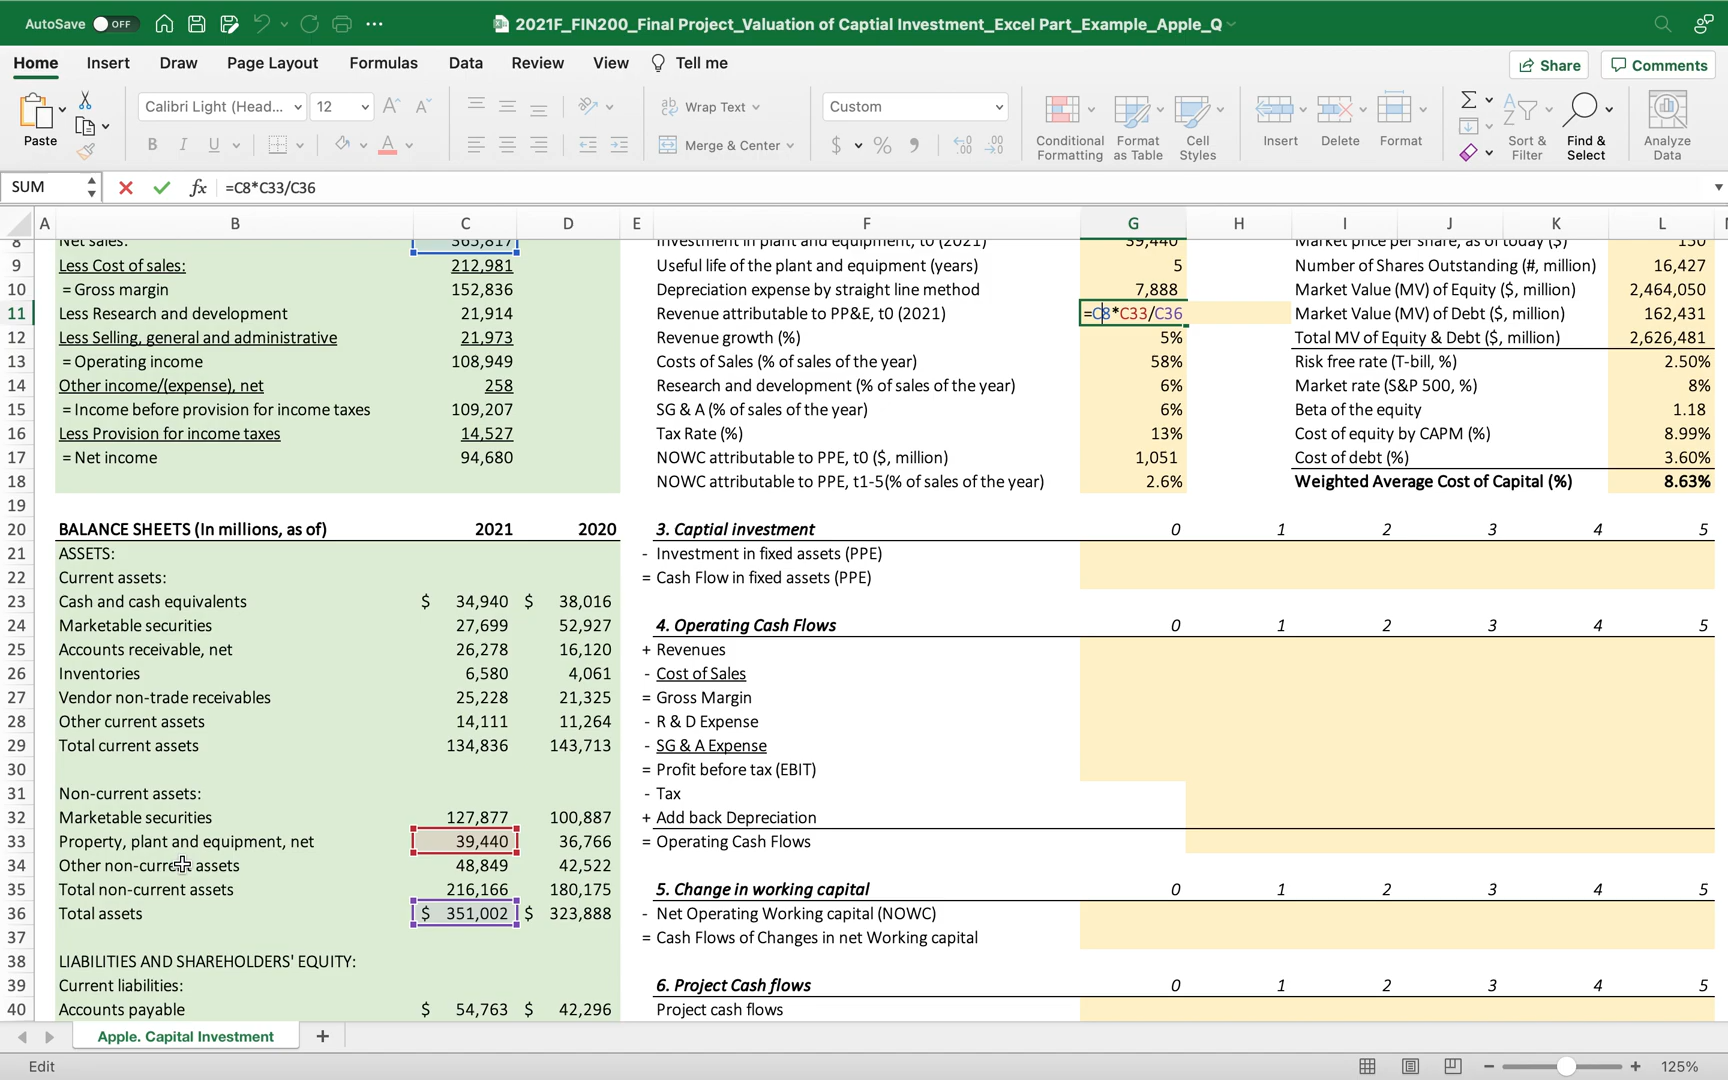 AutoSave OFF 2021F_FIN200_Final Project_Valuation of Captial Investment_Excel Part_Example_Apple_Q
Home Insert Draw Page Layout Formulas Data Review View Tell me Share Comments
Paste Calibri Light (Head... 12 A A Wrap Text Custom
B I U A Merge & Center $ % ,
Conditional Formatting Format as Table Cell Styles Insert Delete Format Sort & Filter Find & Select Analyze Data
SUM fx =C8*C33/C36
A B C D E F G H I J K L
8 Net sales: 365,817 Investment in plant and equipment, t0 (2021) 39,440 Market price per share, as of today ($) 150
9 Less Cost of sales: 212,981 Useful life of the plant and equipment (years) 5 Number of Shares Outstanding (#, million) 16,427
10 = Gross margin 152,836 Depreciation expense by straight line method 7,888 Market Value (MV) of Equity ($, million) 2,464,050
11 Less Research and development 21,914 Revenue attributable to PP&E, t0 (2021) =C8*C33/C36 Market Value (MV) of Debt ($, million) 162,431
12 Less Selling, general and administrative 21,973 Revenue growth (%) 5% Total MV of Equity & Debt ($, million) 2,626,481
13 = Operating income 108,949 Costs of Sales (% of sales of the year) 58% Risk free rate (T-bill, %) 2.50%
14 Other income/(expense), net 258 Research and development (% of sales of the year) 6% Market rate (S&P 500, %) 8%
15 = Income before provision for income taxes 109,207 SG & A (% of sales of the year) 6% Beta of the equity 1.18
16 Less Provision for income taxes 14,527 Tax Rate (%) 13% Cost of equity by CAPM (%) 8.99%
17 = Net income 94,680 NOWC attributable to PPE, t0 ($, million) 1,051 Cost of debt (%) 3.60%
18 NOWC attributable to PPE, t1-5(% of sales of the year) 2.6% Weighted Average Cost of Capital (%) 8.63%
19
20 BALANCE SHEETS (In millions, as of) 2021 2020 3. Captial investment 0 1 2 3 4 5
21 ASSETS: - Investment in fixed assets (PPE)
22 Current assets: = Cash Flow in fixed assets (PPE)
23 Cash and cash equivalents $ 34,940 $ 38,016
24 Marketable securities 27,699 52,927 4. Operating Cash Flows 0 1 2 3 4 5
25 Accounts receivable, net 26,278 16,120 + Revenues
26 Inventories 6,580 4,061 - Cost of Sales
27 Vendor non-trade receivables 25,228 21,325 = Gross Margin
28 Other current assets 14,111 11,264 - R & D Expense
29 Total current assets 134,836 143,713 - SG & A Expense
30 = Profit before tax (EBIT)
31 Non-current assets: - Tax
32 Marketable securities 127,877 100,887 + Add back Depreciation
33 Property, plant and equipment, net 39,440 36,766 = Operating Cash Flows
34 Other non-current assets 48,849 42,522
35 Total non-current assets 216,166 180,175 5. Change in working capital 0 1 2 3 4 5
36 Total assets $ 351,002 $ 323,888 - Net Operating Working capital (NOWC)
37 = Cash Flows of Changes in net Working capital
38 LIABILITIES AND SHAREHOLDERS' EQUITY:
39 Current liabilities: 6. Project Cash flows 0 1 2 3 4 5
40 Accounts payable $ 54,763 $ 42,296 Project cash flows
Apple. Capital Investment
Edit 125%